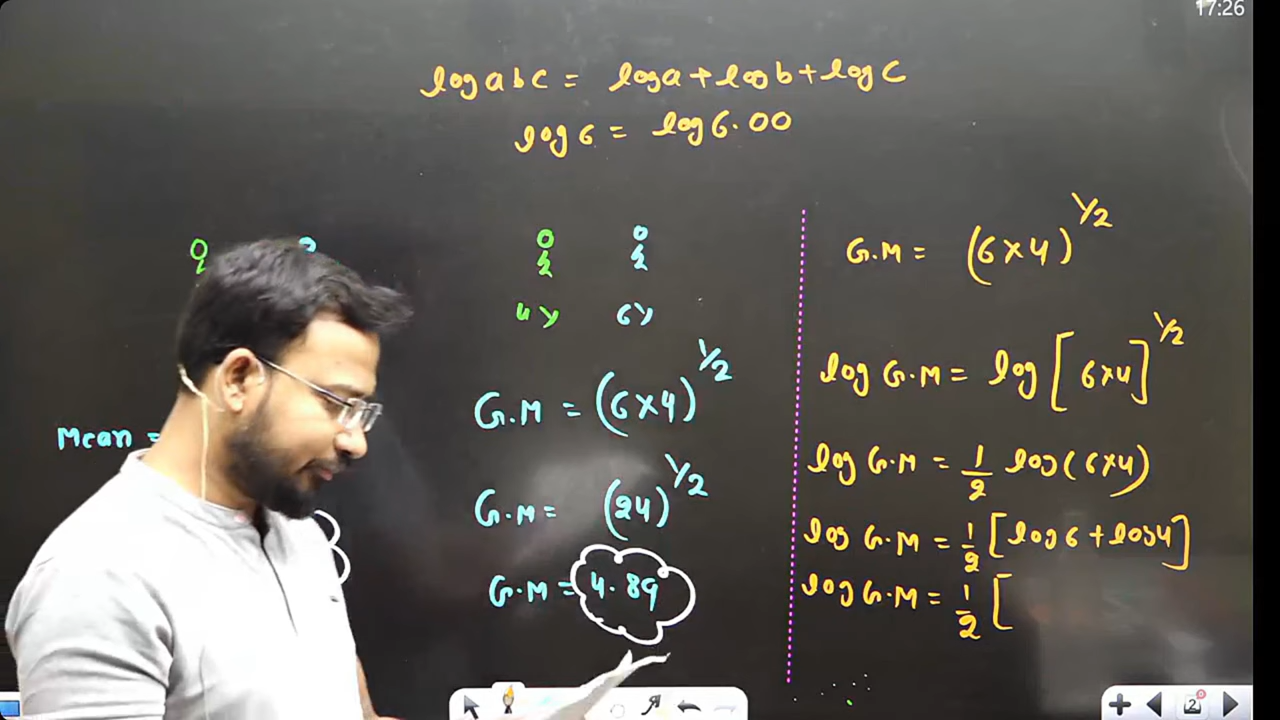 17:26
log abc = log a + log b + log c
log 6 = log 6.00
4y 6y
Mean =
G.M = (6×4)^1/2
G.M = (24)^1/2
G.M = 4.89
G.M = (6×4)^1/2
log G.M = log [6×4]^1/2
log G.M = 1/2 log (6×4)
log G.M = 1/2 [log 6 + log 4]
log G.M = 1/2 [
2